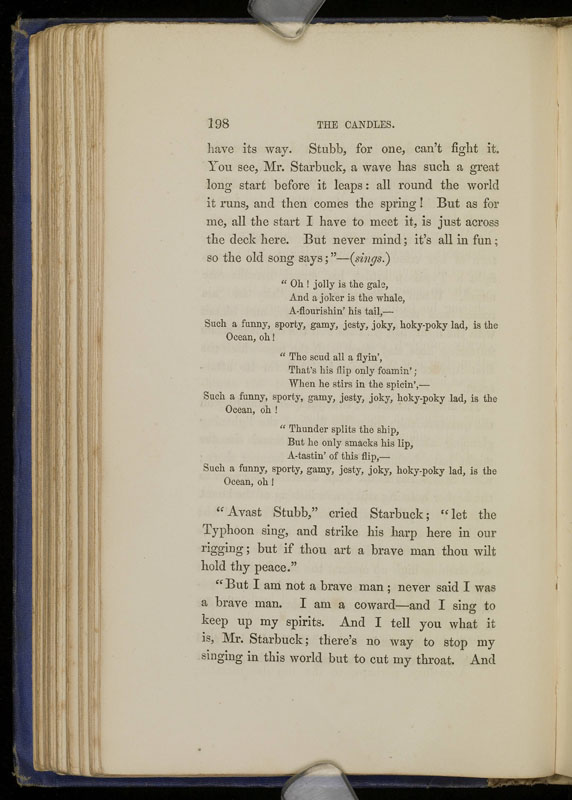 198 THE CANDLES.
have its way. Stubb, for one, can't fight it.
You see, Mr. Starbuck, a wave has such a great
long start before it leaps: all round the world
it runs, and then comes the spring! But as for
me, all the start I have to meet it, is just across
the deck here. But never mind; it's all in fun;
so the old song says;"—(sings.)
"Oh! jolly is the gale,
And a joker is the whale,
A-flourishin' his tail,—
Such a funny, sporty, gamy, jesty, joky, hoky-poky lad, is the
Ocean, oh!
"The scud all a flyin',
That's his flip only foamin';
When he stirs in the spicin',—
Such a funny, sporty, gamy, jesty, joky, hoky-poky lad, is the
Ocean, oh!
"Thunder splits the ship,
But he only smacks his lip,
A-tastin' of this flip,—
Such a funny, sporty, gamy, jesty, joky, hoky-poky lad, is the
Ocean, oh!
"Avast Stubb," cried Starbuck; "let the
Typhoon sing, and strike his harp here in our
rigging; but if thou art a brave man thou wilt
hold thy peace."
"But I am not a brave man; never said I was
a brave man. I am a coward—and I sing to
keep up my spirits. And I tell you what it
is, Mr. Starbuck; there's no way to stop my
singing in this world but to cut my throat. And